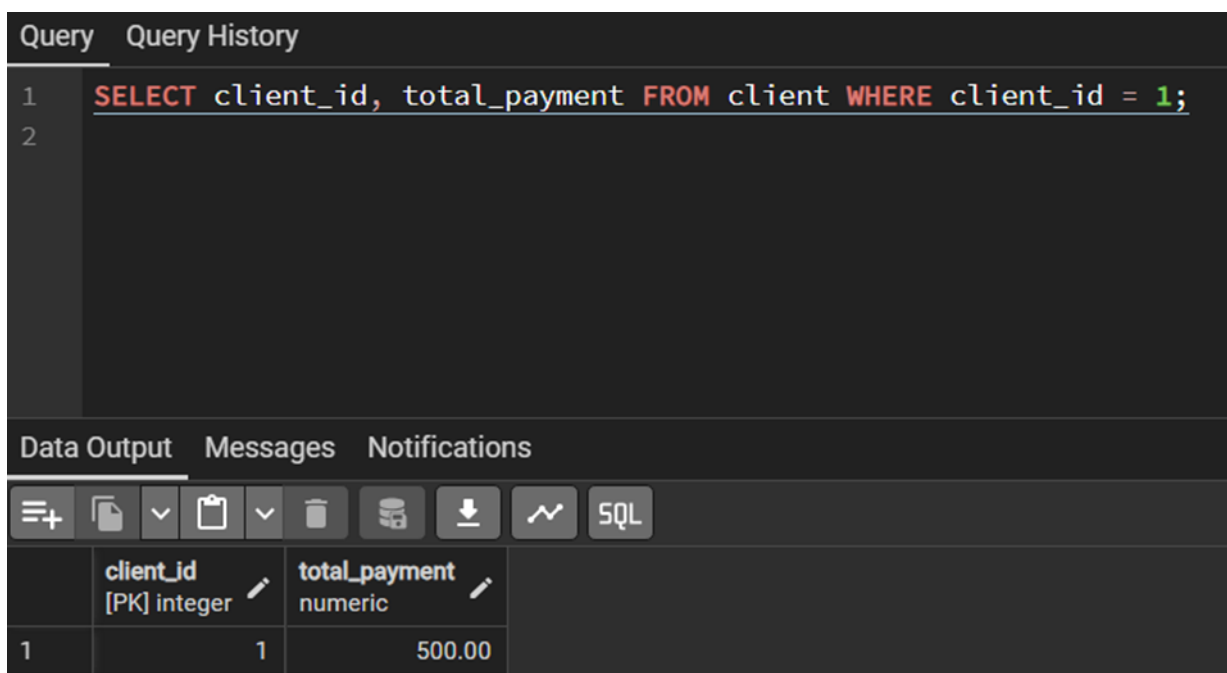 Query Query History
1 SELECT client_id, total_payment FROM client WHERE client_id = 1;
2
Data Output Messages Notifications
SQL
client_id total_payment
[PK] integer numeric
1 1 500.00